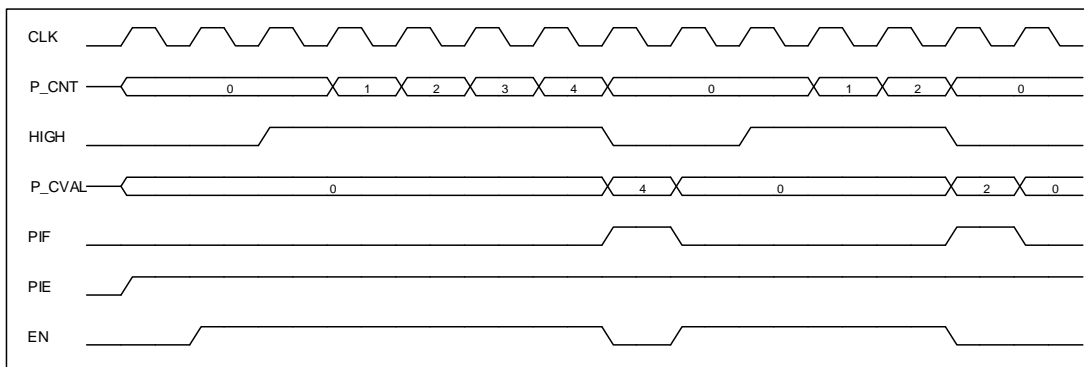 CLK
P_CNT 0 1 2 3 4 0 1 2 0
HIGH
P_CVAL 0 4 0 2 0
PIF
PIE
EN